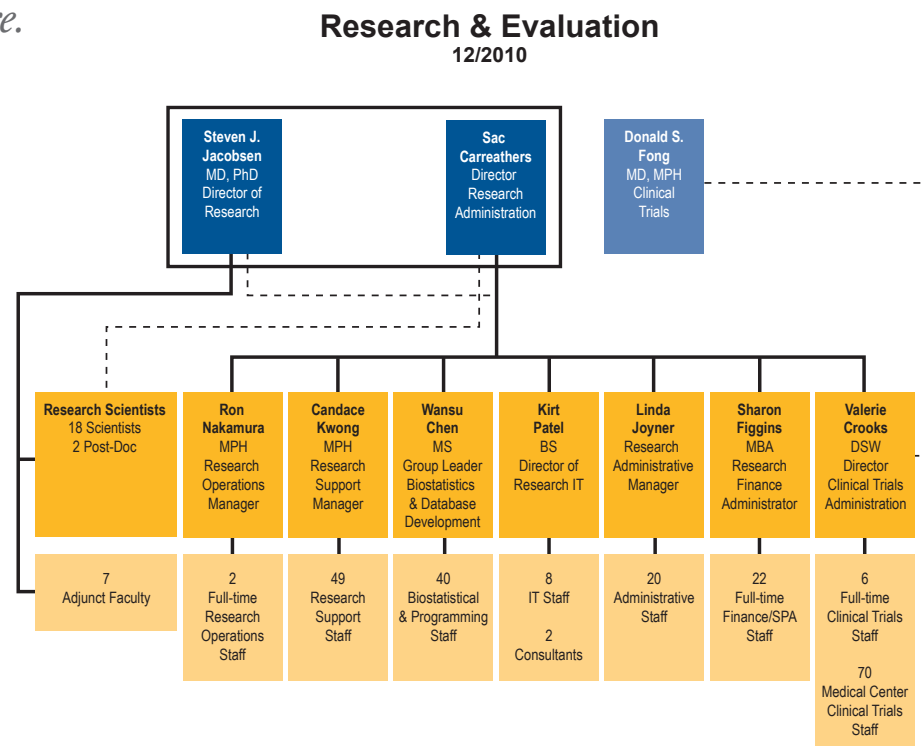 re.
Research & Evaluation
12/2010
Steven J.
Jacobsen
MD, PhD
Director of
Research
Sac
Carreathers
Director
Research
Administration
Donald S.
Fong
MD, MPH
Clinical
Trials
Research Scientists
18 Scientists
2 Post-Doc
Ron
Nakamura
MPH
Research
Operations
Manager
Candace
Kwong
MPH
Research
Support
Manager
Wansu
Chen
MS
Group Leader
Biostatistics
& Database
Development
Kirt
Patel
BS
Director of
Research IT
Linda
Joyner
Research
Administrative
Manager
Sharon
Figgins
MBA
Research
Finance
Administrator
Valerie
Crooks
DSW
Director
Clinical Trials
Administration
7
Adjunct Faculty
2
Full-time
Research
Operations
Staff
49
Research
Support
Staff
40
Biostatistical
& Programming
Staff
8
IT Staff
2
Consultants
20
Administrative
Staff
22
Full-time
Finance/SPA
Staff
6
Full-time
Clinical Trials
Staff
70
Medical Center
Clinical Trials
Staff